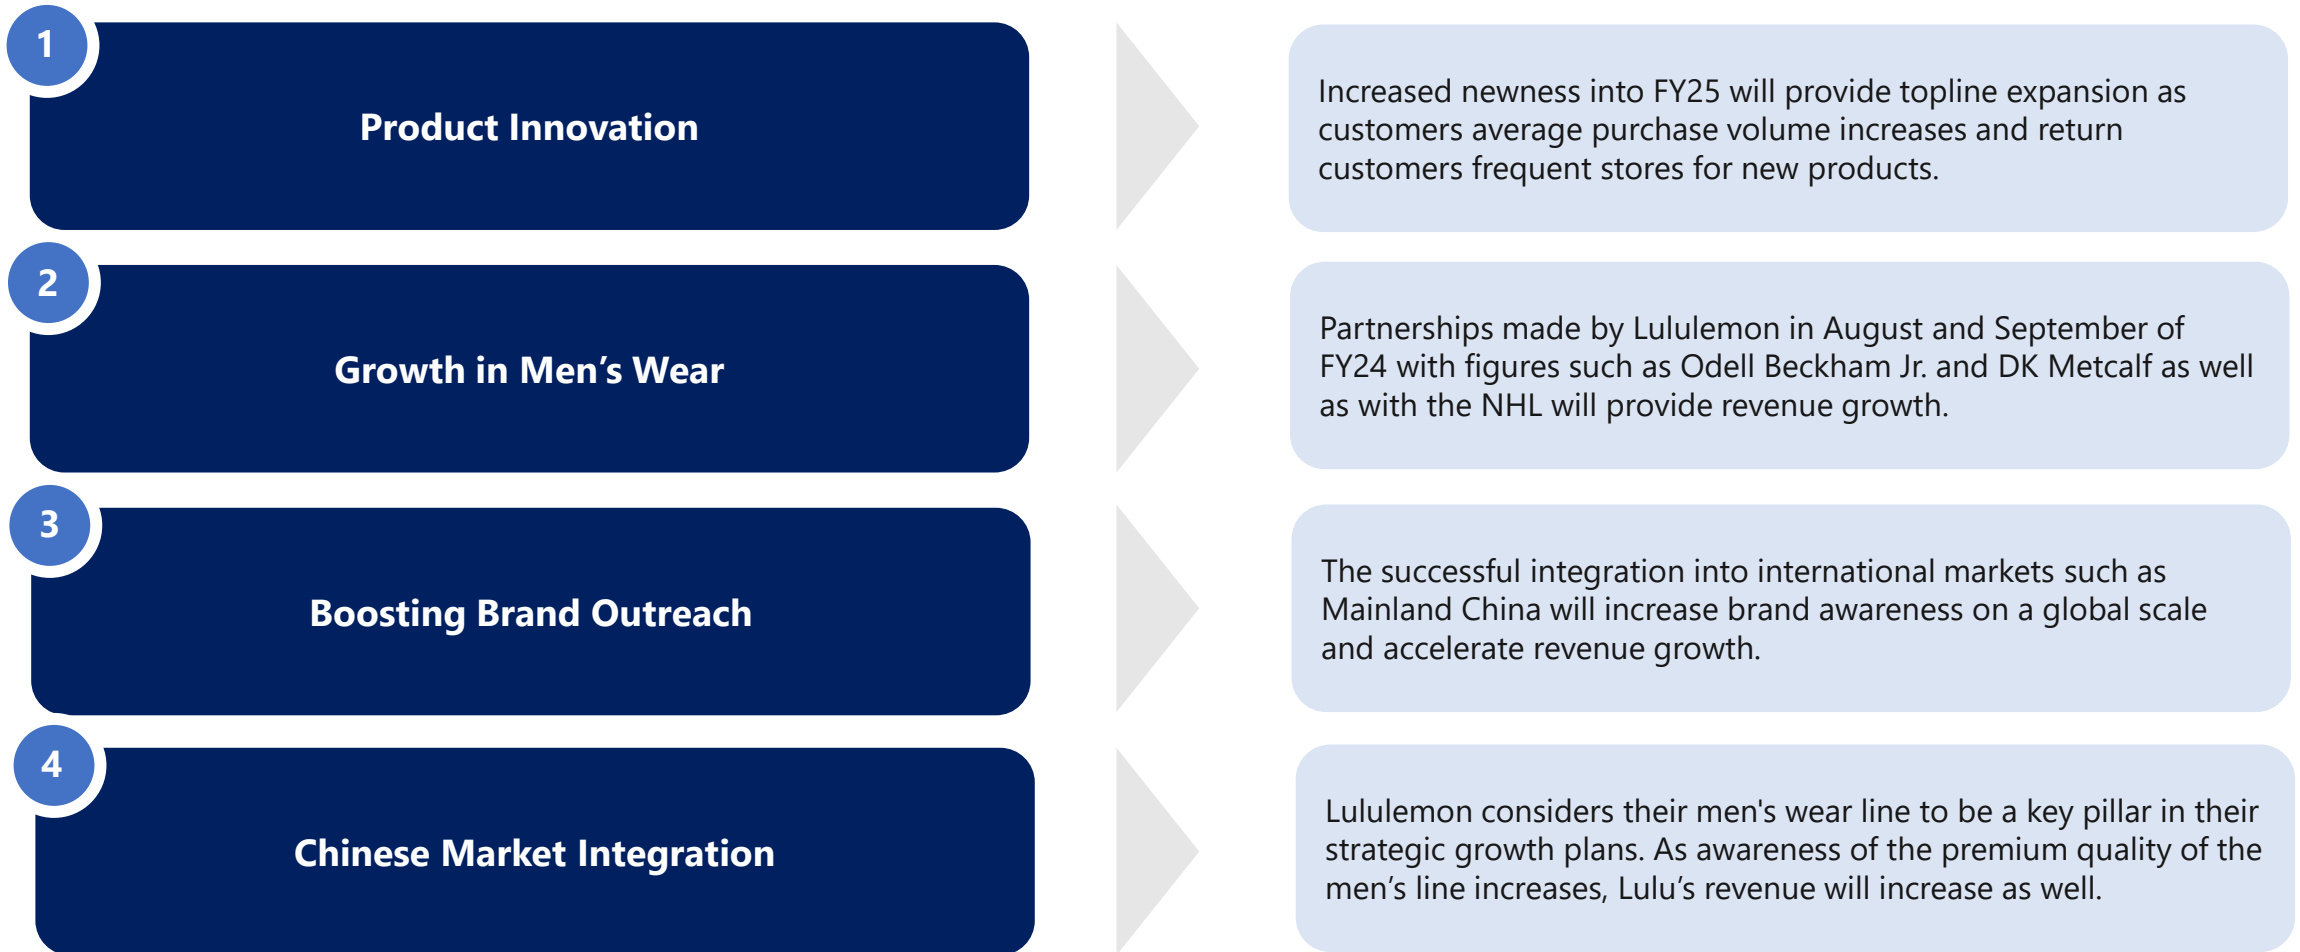 1
Product Innovation
Increased newness into FY25 will provide topline expansion as
customers average purchase volume increases and return
customers frequent stores for new products.
2
Growth in Men’s Wear
Partnerships made by Lululemon in August and September of
FY24 with figures such as Odell Beckham Jr. and DK Metcalf as well
as with the NHL will provide revenue growth.
3
Boosting Brand Outreach
The successful integration into international markets such as
Mainland China will increase brand awareness on a global scale
and accelerate revenue growth.
4
Chinese Market Integration
Lululemon considers their men's wear line to be a key pillar in their
strategic growth plans. As awareness of the premium quality of the
men’s line increases, Lulu’s revenue will increase as well.